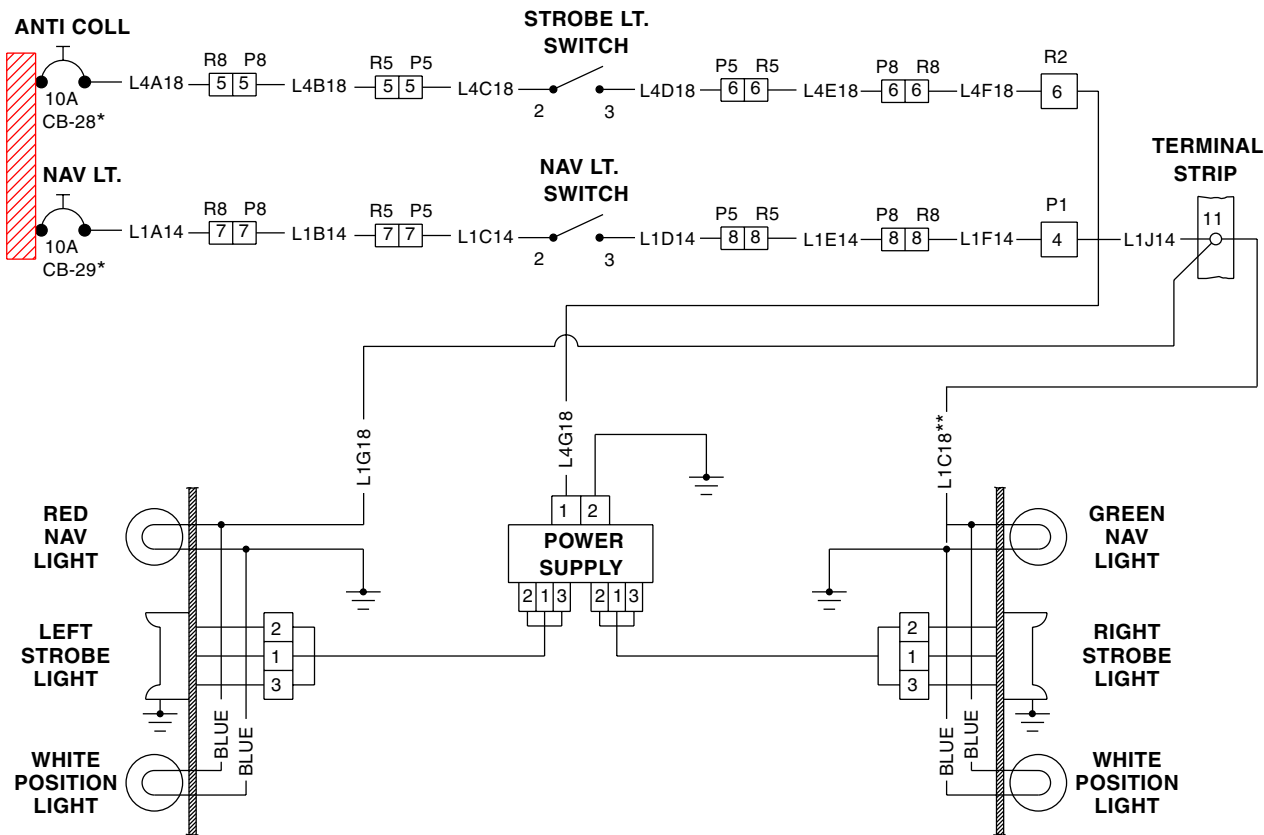 ANTI COLL
10A
CB-28*
L4A18
R8 P8
5 5
L4B18
R5 P5
5 5
L4C18
STROBE LT.
SWITCH
2 3
L4D18
P5 R5
6 6
L4E18
P8 R8
6 6
L4F18
R2
6
NAV LT.
10A
CB-29*
L1A14
R8 P8
7 7
L1B14
R5 P5
7 7
L1C14
NAV LT.
SWITCH
2 3
L1D14
P5 R5
8 8
L1E14
P8 R8
8 8
L1F14
P1
4
L1J14
TERMINAL
STRIP
11
L1G18
L4G18
L1C18**
1 2
POWER
SUPPLY
2 1 3
2 1 3
RED
NAV
LIGHT
LEFT
STROBE
LIGHT
2
1
3
BLUE
BLUE
WHITE
POSITION
LIGHT
GREEN
NAV
LIGHT
2
1
3
RIGHT
STROBE
LIGHT
BLUE
BLUE
WHITE
POSITION
LIGHT